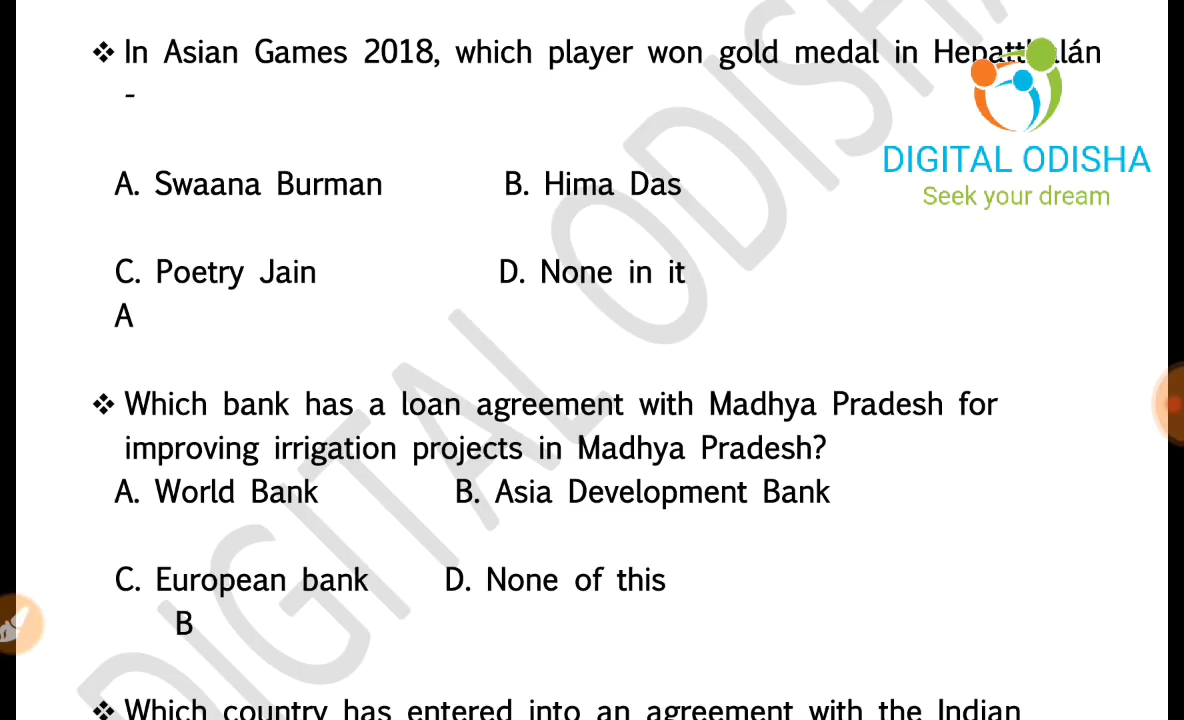 ❖ In Asian Games 2018, which player won gold medal in
-
DIGITAL ODISHA
Seek your dream
A. Swaana Burman B. Hima Das
C. Poetry Jain D. None in it
A
❖ Which bank has a loan agreement with Madhya Pradesh for
improving irrigation projects in Madhya Pradesh?
A. World Bank B. Asia Development Bank
C. European bank D. None of this
B
❖ Which country has entered into an agreement with the Indian
DIGITAL ODISHA